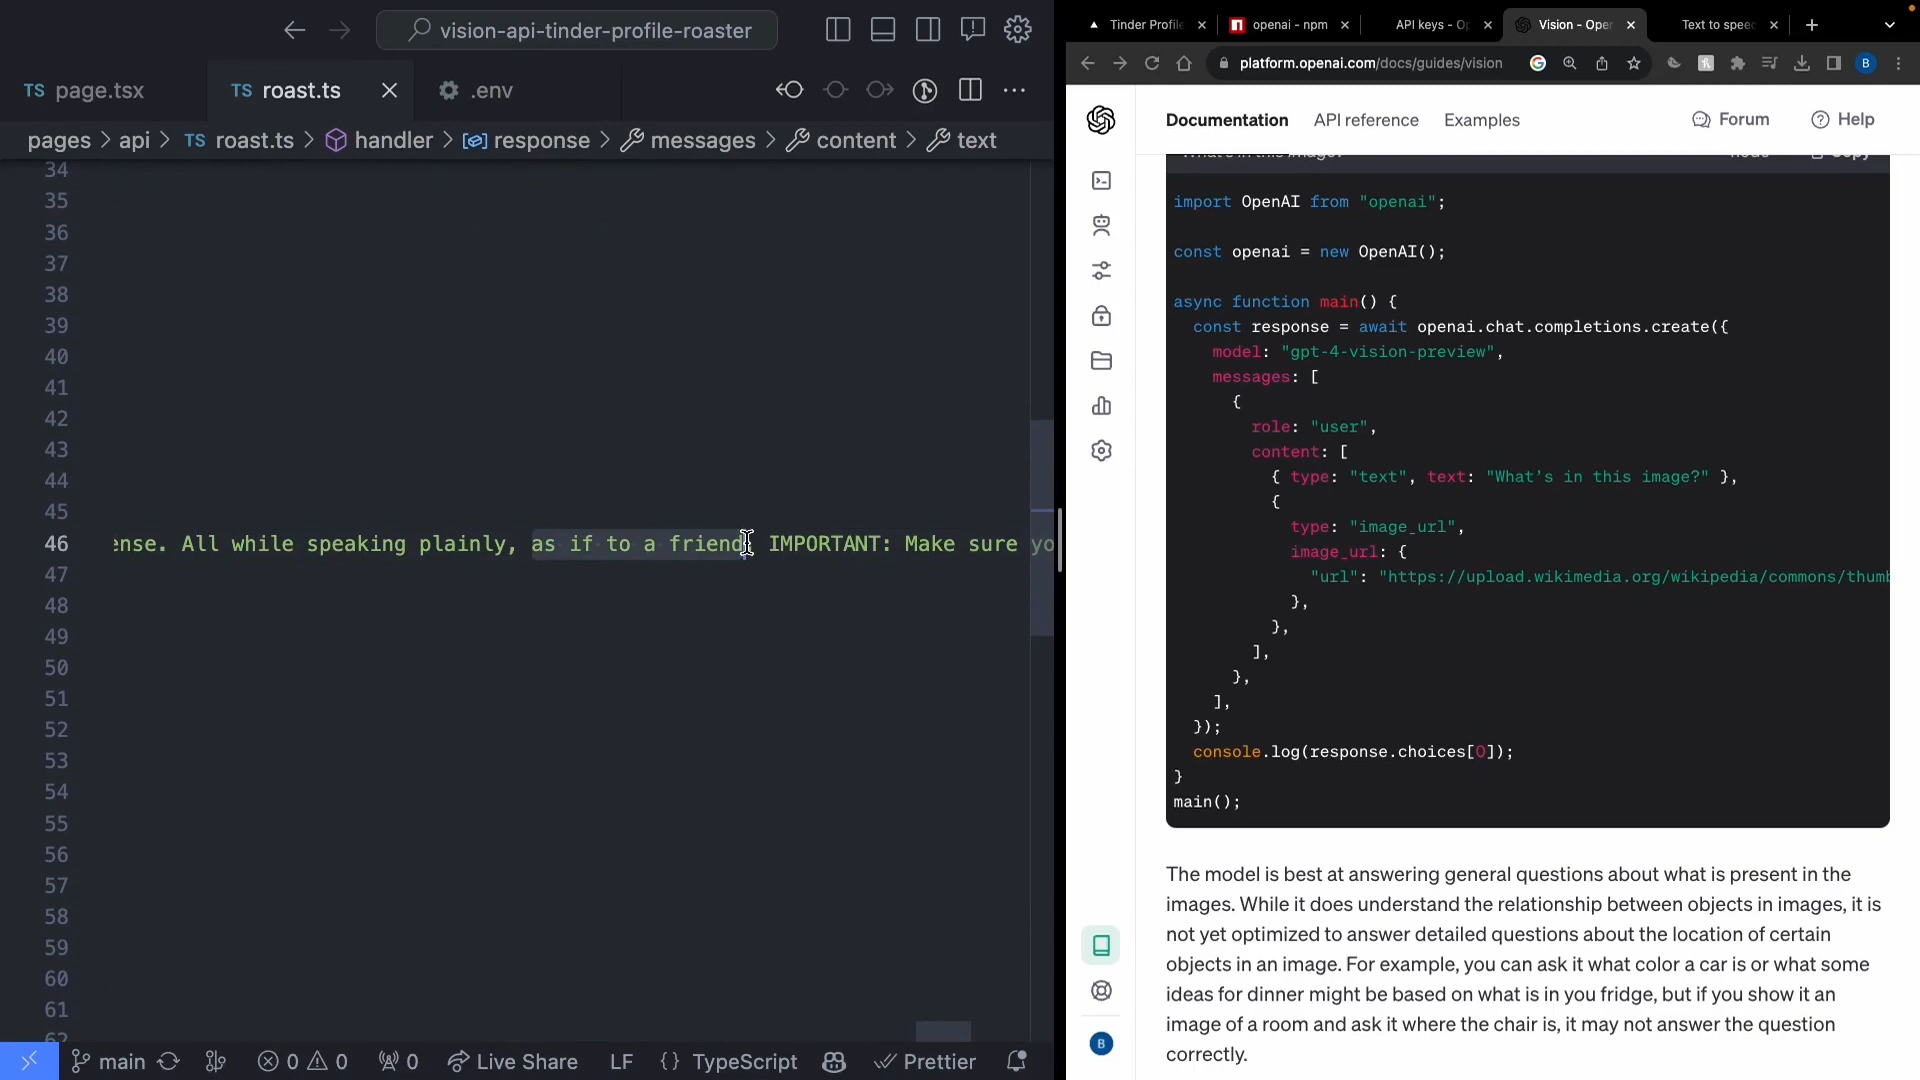 vision-api-tinder-profile-roaster
TS page.tsx
TS roast.ts
.env
pages > api > TS roast.ts > handler > response > messages > content > text
34
35
36
37
38
39
40
41
42
43
44
45
46 ense. All while speaking plainly, as if to a friend. IMPORTANT: Make sure yo
47
48
49
50
51
52
53
54
55
56
57
58
59
60
61
62
main 0 0 0 Live Share LF {} TypeScript Prettier
Tinder Profile
openai - npm
API keys - Op
Vision - Oper
Text to speec
platform.openai.com/docs/guides/vision
B
Documentation API reference Examples Forum Help
What's in this image? node Copy
import OpenAI from "openai";
const openai = new OpenAI();
async function main() {
const response = await openai.chat.completions.create({
model: "gpt-4-vision-preview",
messages: [
{
role: "user",
content: [
{ type: "text", text: "What's in this image?" },
{
type: "image_url",
image_url: {
"url": "https://upload.wikimedia.org/wikipedia/commons/thumb
},
},
],
},
],
});
console.log(response.choices[0]);
}
main();
The model is best at answering general questions about what is present in the
images. While it does understand the relationship between objects in images, it is
not yet optimized to answer detailed questions about the location of certain
objects in an image. For example, you can ask it what color a car is or what some
ideas for dinner might be based on what is in you fridge, but if you show it an
image of a room and ask it where the chair is, it may not answer the question
correctly.
B